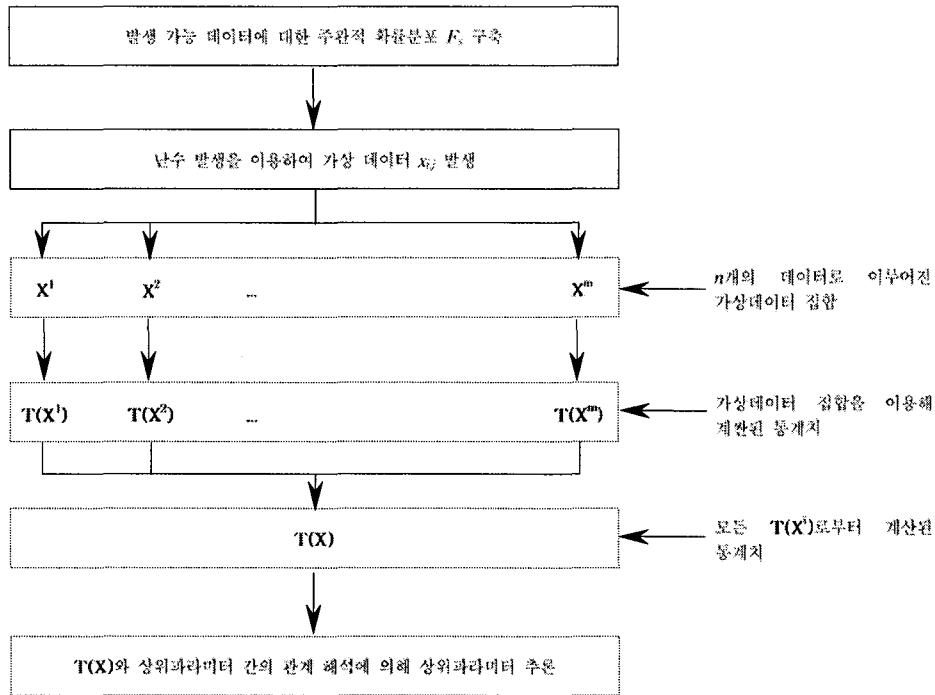 발생 가능 데이터에 대한 주관적 확률분포 F, 구축
난수 발생을 이용하여 가상 데이터 xi,j 발생
X¹ X² ... Xᵐ
n개의 데이터로 이루어진
가상데이터 집합
T(X¹) T(X²) ... T(Xᵐ)
가상데이터 집합을 이용해
계산된 통계치
T(X)
모든 T(Xⁱ)로부터 계산된
통계치
T(X)와 상위파라미터 간의 관계 해석에 의해 상위파라미터 추론